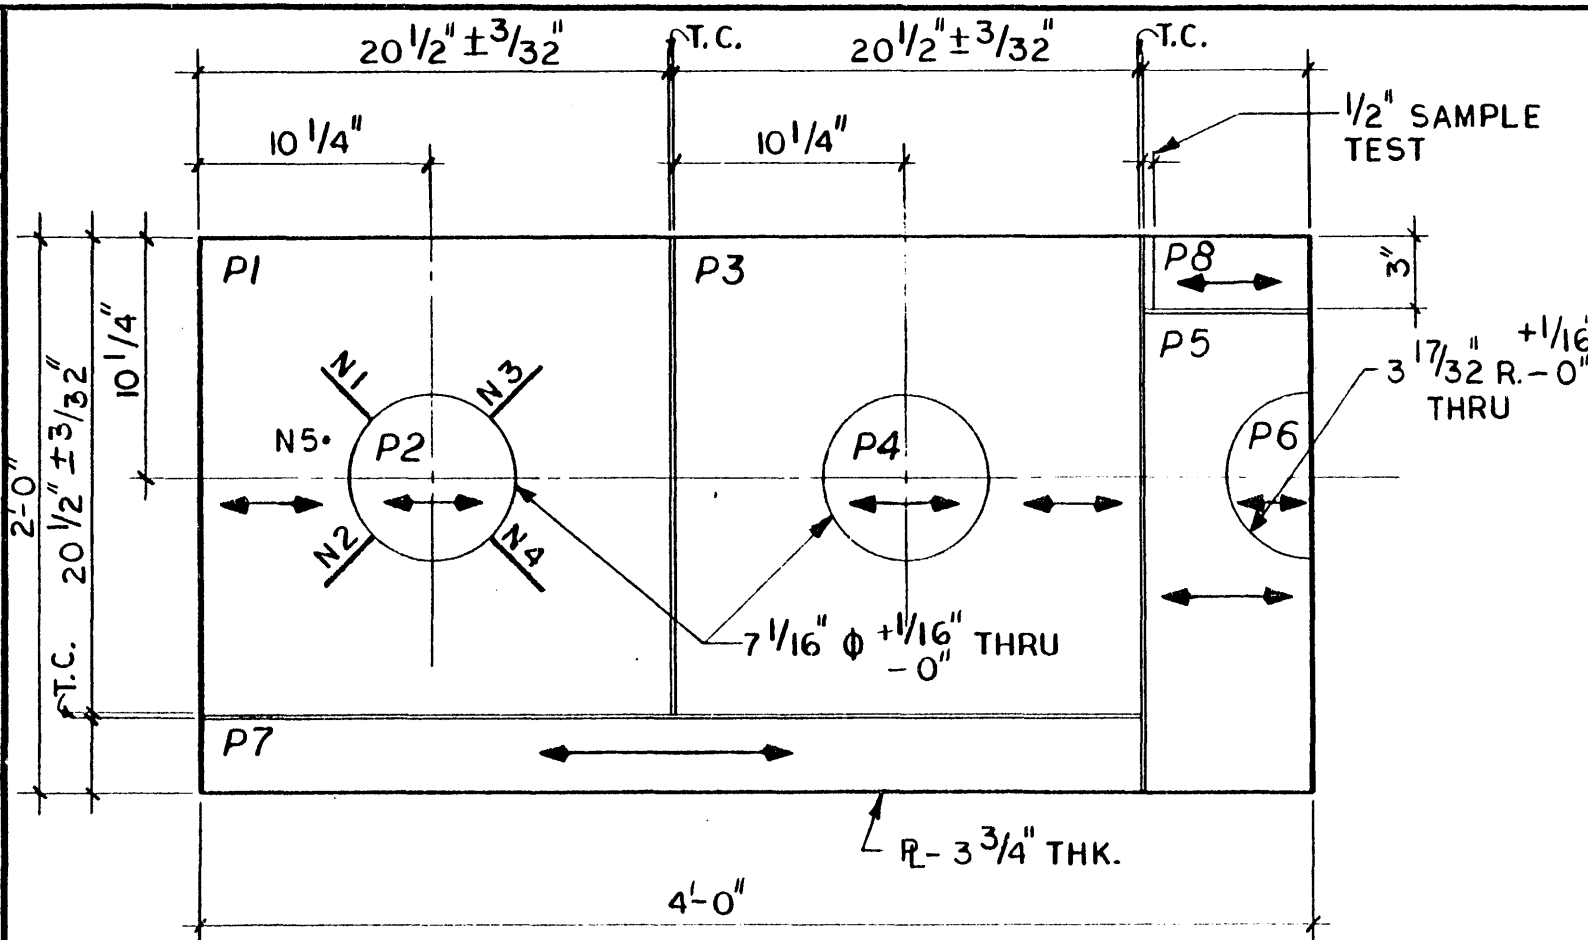 20 1/2" ± 3/32"
T.C.
20 1/2" ± 3/32"
T.C.
10 1/4"
10 1/4"
1/2" SAMPLE
TEST
P1
P3
P8
3"
2'-0"
20 1/2" ± 3/32"
T.C.
10 1/4"
P5
N1
N3
N5
P2
P4
P6
3 17/32" R. +1/16 -0"
THRU
N2
N4
7 1/16" ϕ +1/16" -0" THRU
P7
PL- 3 3/4" THK.
4'-0"